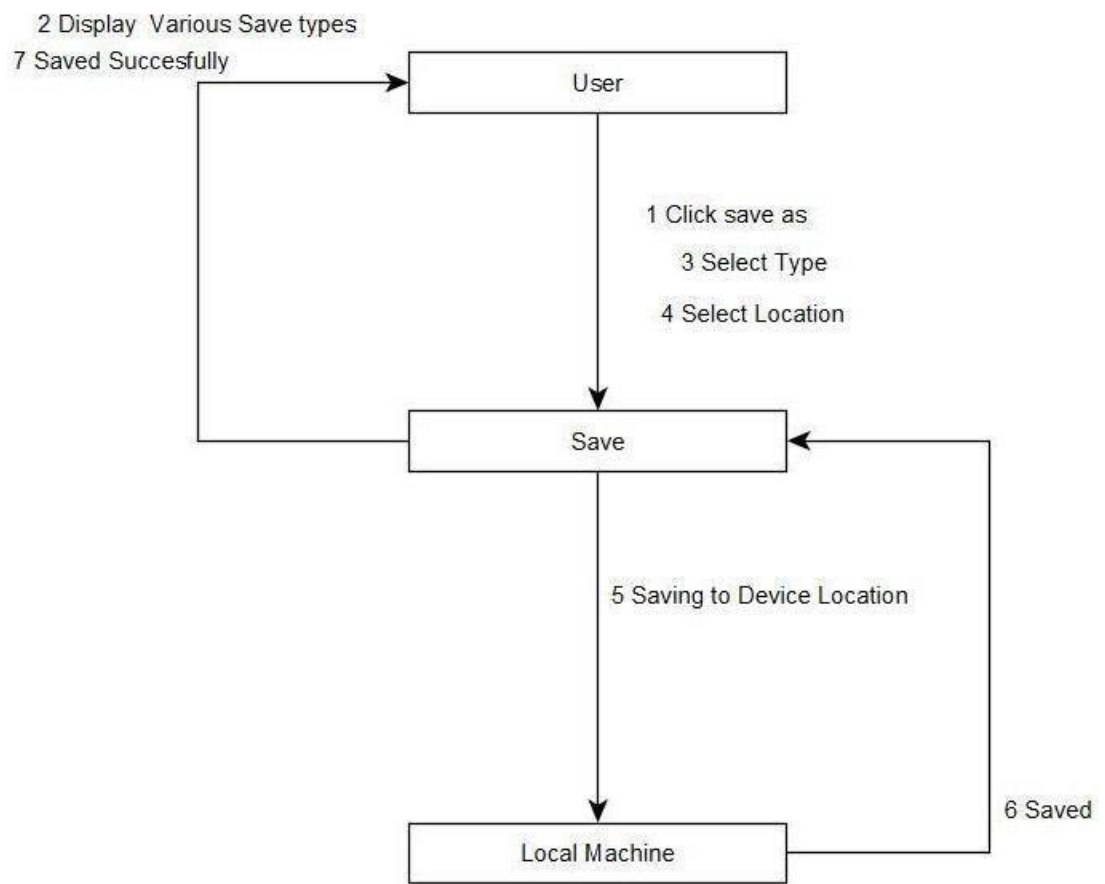 2 Display Various Save types
7 Saved Succesfully
User
1 Click save as
3 Select Type
4 Select Location
Save
5 Saving to Device Location
6 Saved
Local Machine